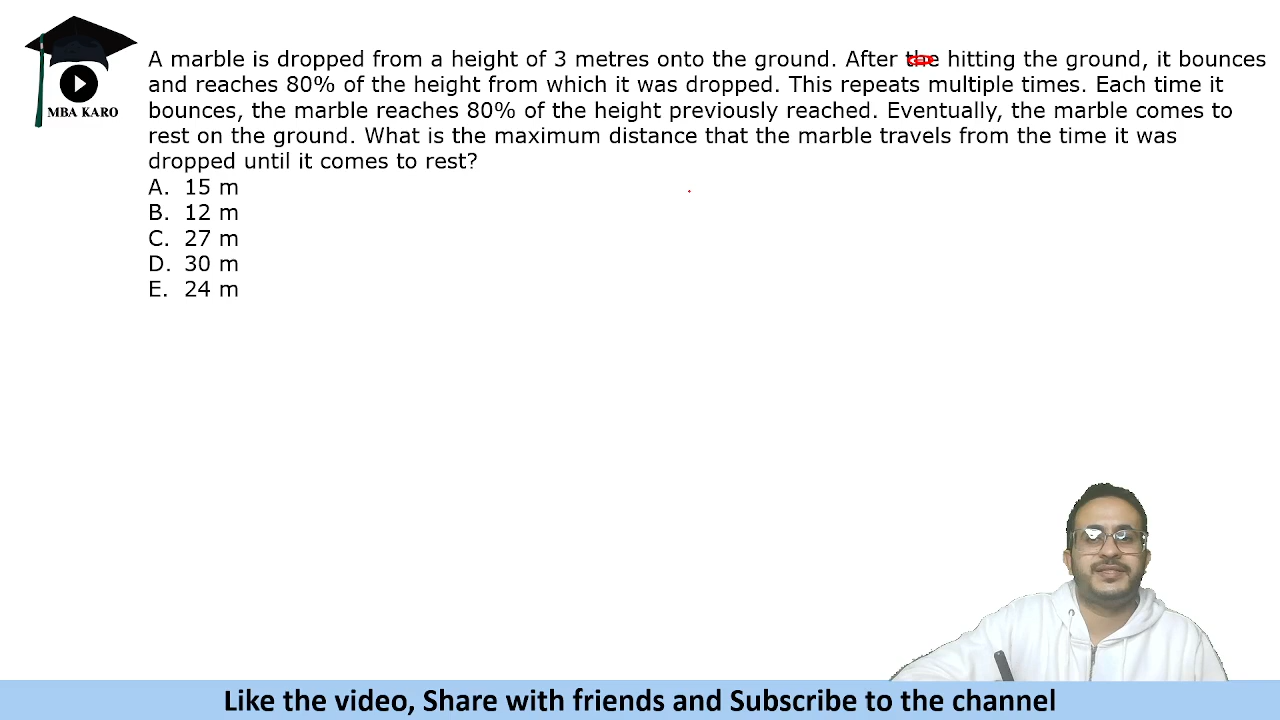 A marble is dropped from a height of 3 metres onto the ground. After the hitting the ground, it bounces
and reaches 80% of the height from which it was dropped. This repeats multiple times. Each time it
bounces, the marble reaches 80% of the height previously reached. Eventually, the marble comes to
rest on the ground. What is the maximum distance that the marble travels from the time it was
dropped until it comes to rest?
A. 15 m
B. 12 m
C. 27 m
D. 30 m
E. 24 m
MBA KARO
Like the video, Share with friends and Subscribe to the channel